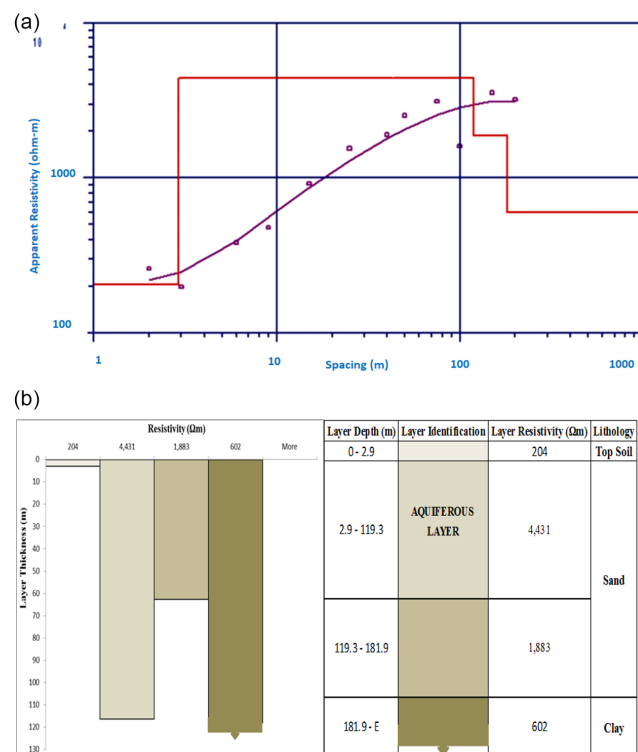 (a)
10 4
1000
100
Apparent Resistivity (ohm-m)
1 10 100 1000
Spacing (m)
(b)
Resistivity (Ωm)
204 4,431 1,883 602 More
Layer Thickness (m)
0
10
20
30
40
50
60
70
80
90
100
110
120
130
Layer Depth (m) Layer Identification Layer Resistivity (Ωm) Lithology
0 - 2.9 204 Top Soil
2.9 - 119.3 AQUIFEROUS LAYER 4,431
Sand
119.3 - 181.9 1,883
181.9 - E 602 Clay